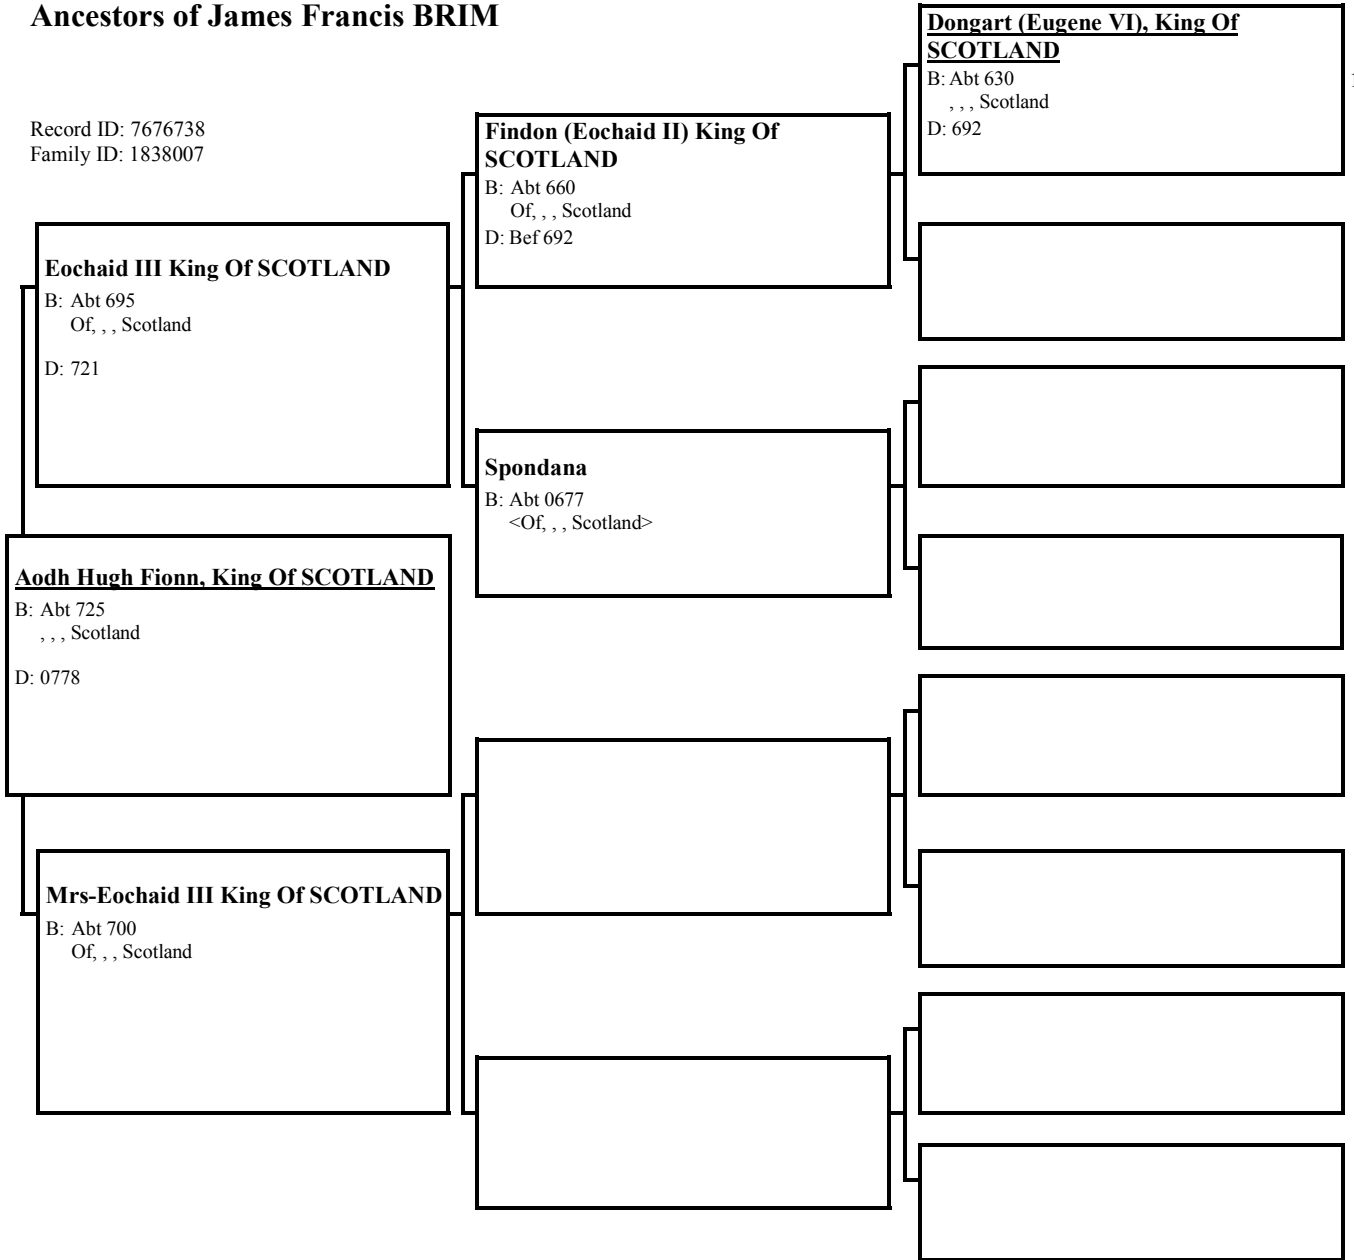 Ancestors of James Francis BRIM
Record ID: 7676738
Family ID: 1838007
Eochaid III King Of SCOTLAND
B: Abt 695
Of, , , Scotland
D: 721
Aodh Hugh Fionn, King Of SCOTLAND
B: Abt 725
, , , Scotland
D: 0778
Mrs-Eochaid III King Of SCOTLAND
B: Abt 700
Of, , , Scotland
Findon (Eochaid II) King Of
SCOTLAND
B: Abt 660
Of, , , Scotland
D: Bef 692
Spondana
B: Abt 0677
<Of, , , Scotland>
Dongart (Eugene VI), King Of
SCOTLAND
B: Abt 630
, , , Scotland
D: 692